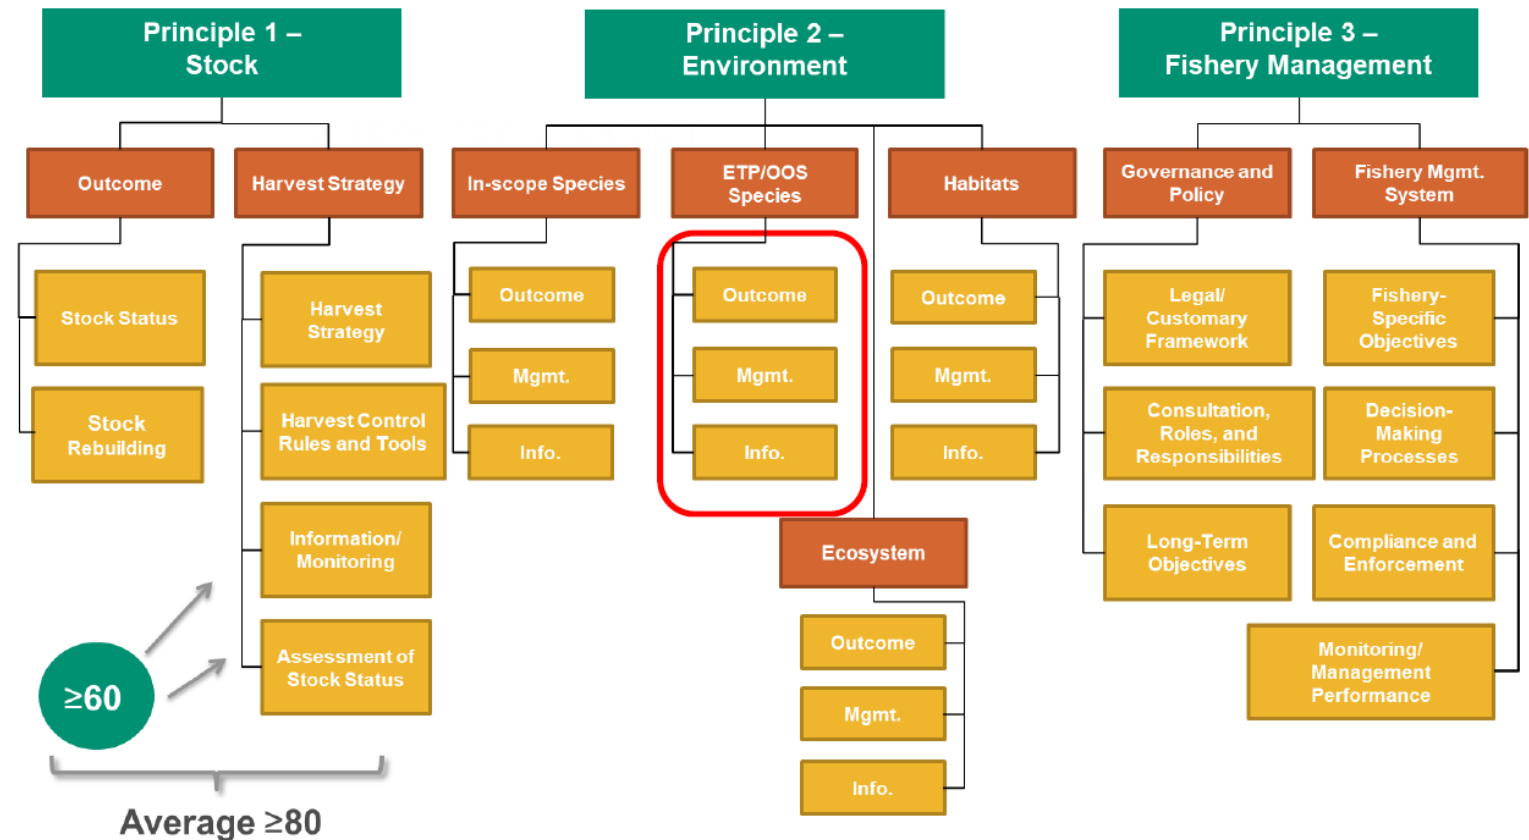 Principle 1 –
Stock
Principle 2 –
Environment
Principle 3 –
Fishery Management
Outcome
Harvest Strategy
In-scope Species
ETP/OOS
Species
Habitats
Governance and
Policy
Fishery Mgmt.
System
Stock Status
Stock
Rebuilding
Harvest
Strategy
Harvest Control
Rules and Tools
Information/
Monitoring
Assessment of
Stock Status
Outcome
Mgmt.
Info.
Outcome
Mgmt.
Info.
Outcome
Mgmt.
Info.
Ecosystem
Outcome
Mgmt.
Info.
Legal/
Customary
Framework
Consultation,
Roles, and
Responsibilities
Long-Term
Objectives
Fishery-
Specific
Objectives
Decision-
Making
Processes
Compliance and
Enforcement
Monitoring/
Management
Performance
≥60
Average ≥80